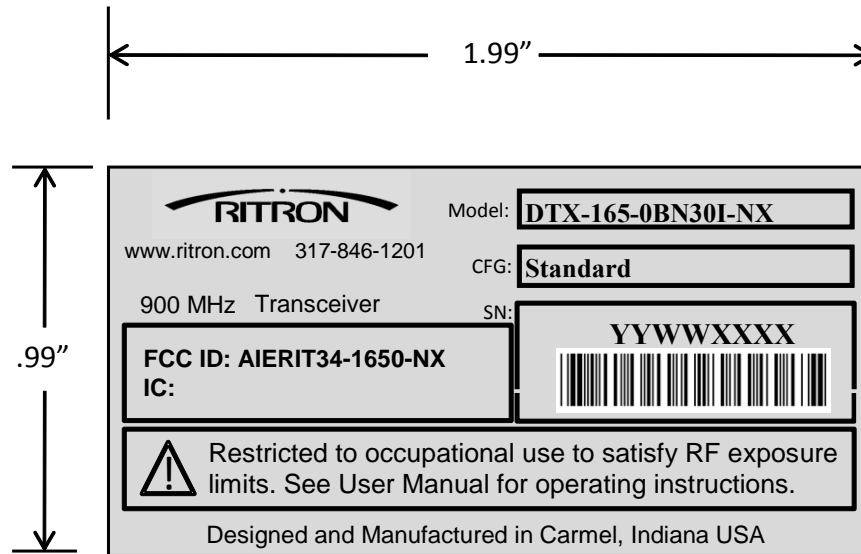 1.99”
.99”
RITRON
www.ritron.com 317-846-1201
Model: DTX-165-0BN30I-NX
CFG: Standard
900 MHz Transceiver
SN: YYWWXXXX
FCC ID: AIERIT34-1650-NX
IC:
Restricted to occupational use to satisfy RF exposure
limits. See User Manual for operating instructions.
Designed and Manufactured in Carmel, Indiana USA